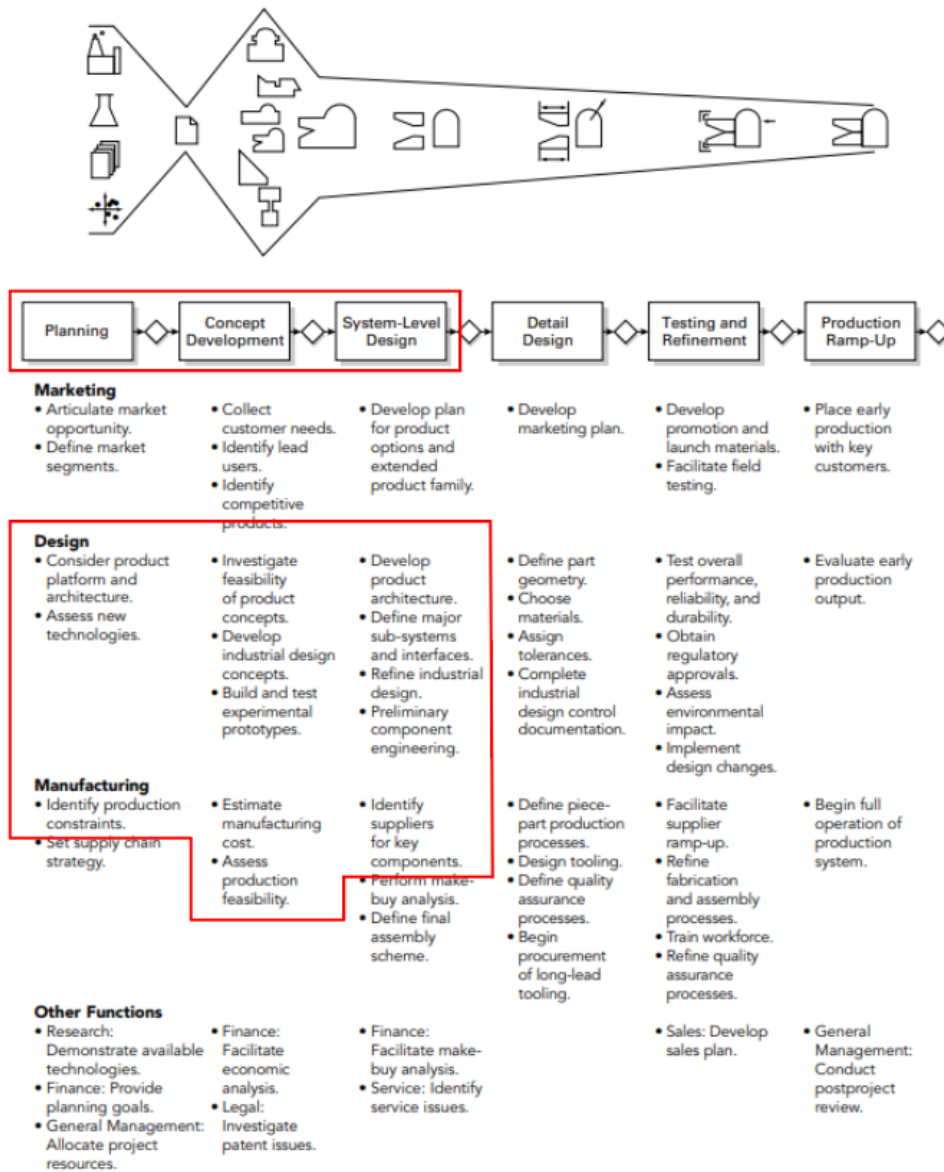 Planning
Concept
Development
System-Level
Design
Detail
Design
Testing and
Refinement
Production
Ramp-Up
Marketing
• Articulate market
opportunity.
• Define market
segments.
• Collect
customer needs.
• Identify lead
users.
• Identify
competitive
products.
• Develop plan
for product
options and
extended
product family.
• Develop
marketing plan.
• Develop
promotion and
launch materials.
• Facilitate field
testing.
• Place early
production
with key
customers.
Design
• Consider product
platform and
architecture.
• Assess new
technologies.
• Investigate
feasibility
of product
concepts.
• Develop
industrial design
concepts.
• Build and test
experimental
prototypes.
• Develop
product
architecture.
• Define major
sub-systems
and interfaces.
• Refine industrial
design.
• Preliminary
component
engineering.
• Define part
geometry.
• Choose
materials.
• Assign
tolerances.
• Complete
industrial
design control
documentation.
• Test overall
performance,
reliability, and
durability.
• Obtain
regulatory
approvals.
• Assess
environmental
impact.
• Implement
design changes.
• Evaluate early
production
output.
Manufacturing
• Identify production
constraints.
• Set supply chain
strategy.
• Estimate
manufacturing
cost.
• Assess
production
feasibility.
• Identify
suppliers
for key
components.
• Perform make-
buy analysis.
• Define final
assembly
scheme.
• Define piece-
part production
processes.
• Design tooling.
• Define quality
assurance
processes.
• Begin
procurement
of long-lead
tooling.
• Facilitate
supplier
ramp-up.
• Refine
fabrication
and assembly
processes.
• Train workforce.
• Refine quality
assurance
processes.
• Begin full
operation of
production
system.
Other Functions
• Research:
Demonstrate available
technologies.
• Finance: Provide
planning goals.
• General Management:
Allocate project
resources.
• Finance:
Facilitate
economic
analysis.
• Legal:
Investigate
patent issues.
• Finance:
Facilitate make-
buy analysis.
• Service: Identify
service issues.
• Sales: Develop
sales plan.
• General
Management:
Conduct
postproject
review.